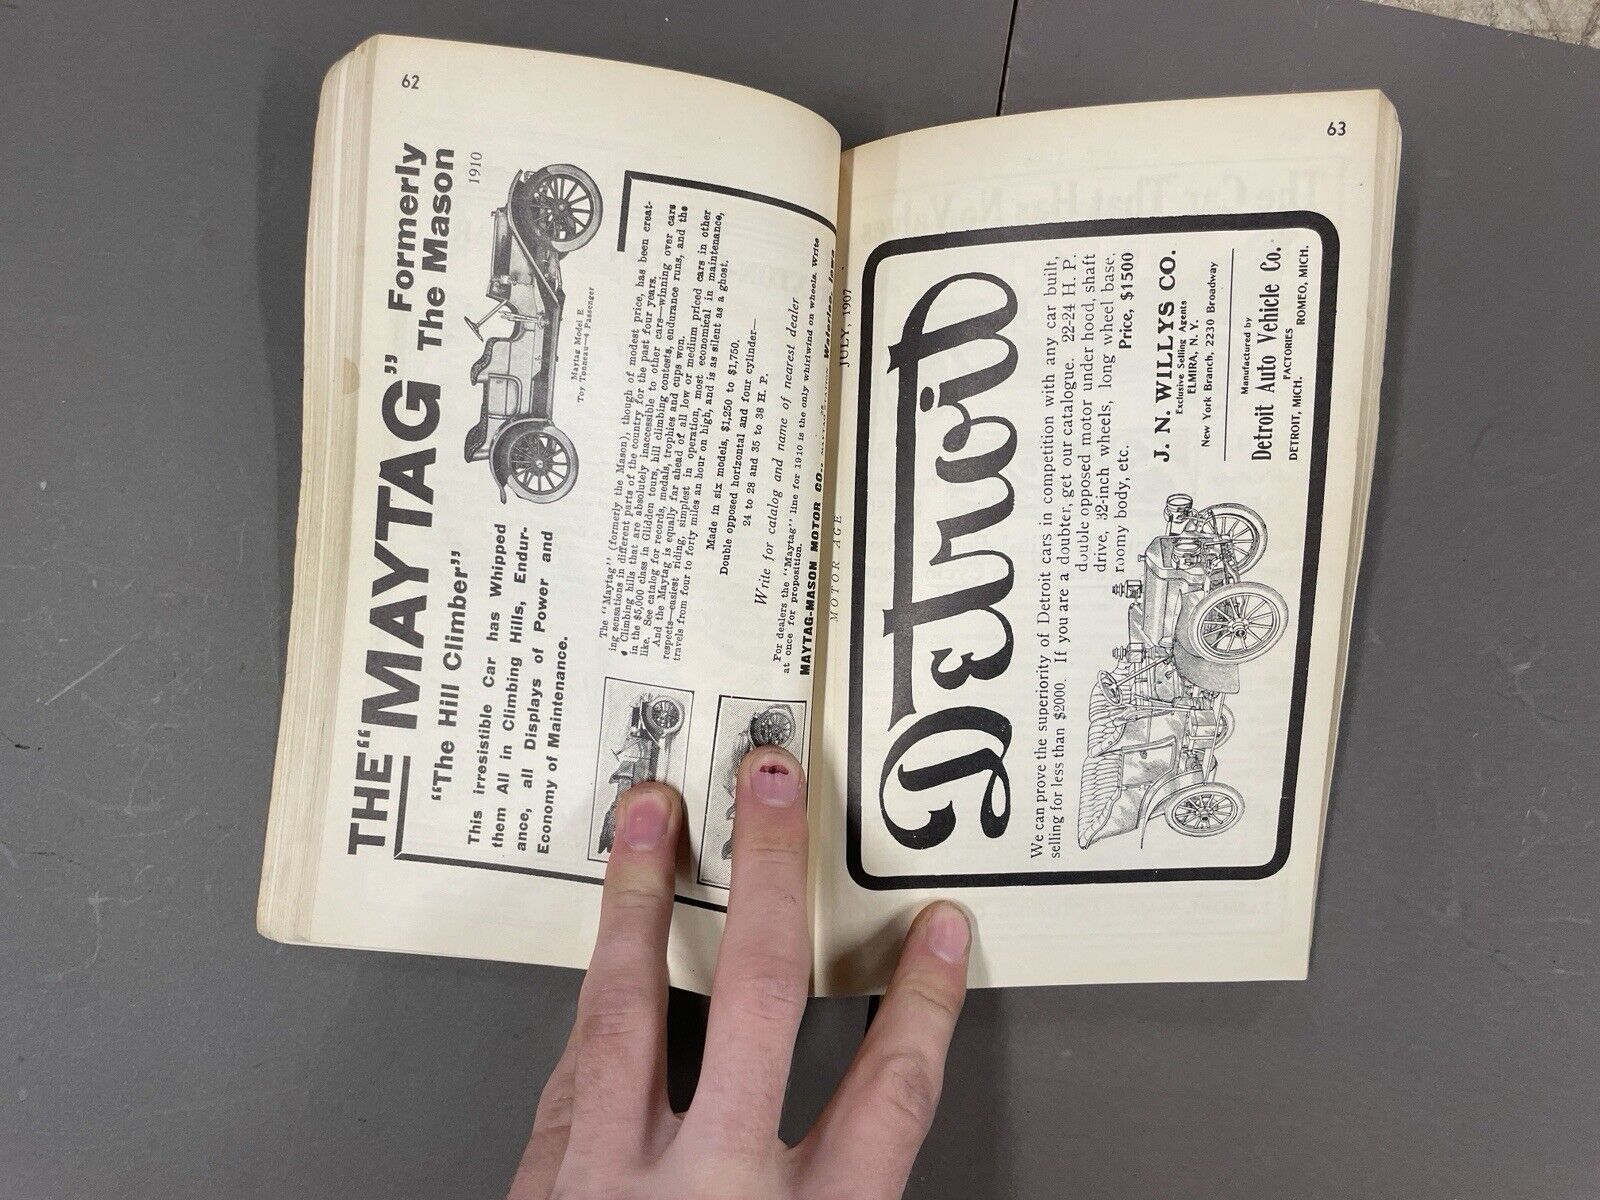 62
THE "MAYTAG" Formerly The Mason
"The Hill Climber"
1910
This irresistible Car has Whipped
them All in Climbing Hills, Endur-
ance, all Displays of Power and
Economy of Maintenance.
Maytag Model E
Toy Tonneau—4 Passenger
The "Maytag" (formerly the Mason), though of modest price, has been creat-
ing sensations in different parts of the country for the past four years.
Climbing hills that are absolutely inaccessible to other cars—winning over cars
in the $5,000 class in Glidden tours, hill climbing contests, endurance runs, and the
like. See catalog for records, medals, trophies and cups won.
And the Maytag is equally far ahead of all low or medium priced cars in other
respects—easiest riding, simplest in operation, most economical in maintenance,
travels from four to forty miles an hour on high, and is as silent as a ghost.
Made in six models, $1,250 to $1,750.
Double opposed horizontal and four cylinder—
24 to 28 and 35 to 38 H. P.
Write for catalog and name of nearest dealer
For dealers the "Maytag" line for 1910 is the only whirlwind on wheels. Write
at once for proposition.
MAYTAG-MASON MOTOR CO.
63
MOTOR AGE
JULY, 1907
Detroit
We can prove the superiority of Detroit cars in competition with any car built,
selling for less than $2000. If you are a doubter, get our catalogue. 22-24 H. P.
double opposed motor under hood, shaft
drive, 32-inch wheels, long wheel base,
roomy body, etc. Price, $1500
J. N. WILLYS CO.
Exclusive Selling Agents
ELMIRA, N. Y.
New York Branch, 2230 Broadway
Manufactured by
Detroit Auto Vehicle Co.
FACTORIES
DETROIT, MICH. ROMEO, MICH.